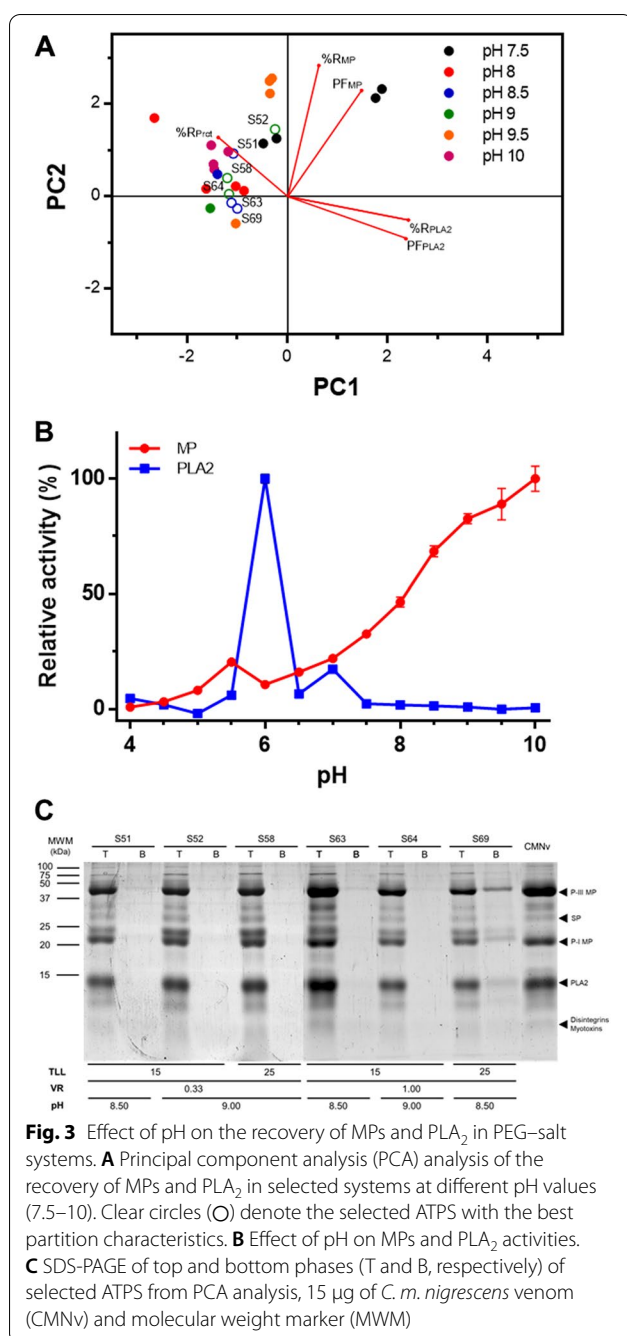 A
2
0
-2
PC2
-2
0
2
4
PC1
%RMP
PFMP
%RProt
%RPLA2
PFPLA2
S52
S51
S58
S64
S63
S69
pH 7.5
pH 8
pH 8.5
pH 9
pH 9.5
pH 10
B
MP
PLA2
Relative activity (%)
100
50
0
4
6
8
10
pH
C
MWM
(kDa)
S51 S52 S58 S63 S64 S69 CMNv
T B T B T B T B T B T B
100
75
50
37
25
20
15
P-III MP
SP
P-I MP
PLA2
Disintegrins
Myotoxins
TLL 15 25 15 25
VR 0.33 1.00
pH 8.50 9.00 8.50 9.00 8.50
Fig. 3 Effect of pH on the recovery of MPs and PLA2 in PEG–salt
systems. A Principal component analysis (PCA) analysis of the
recovery of MPs and PLA2 in selected systems at different pH values
(7.5–10). Clear circles (○) denote the selected ATPS with the best
partition characteristics. B Effect of pH on MPs and PLA2 activities.
C SDS-PAGE of top and bottom phases (T and B, respectively) of
selected ATPS from PCA analysis, 15 µg of C. m. nigrescens venom
(CMNv) and molecular weight marker (MWM)